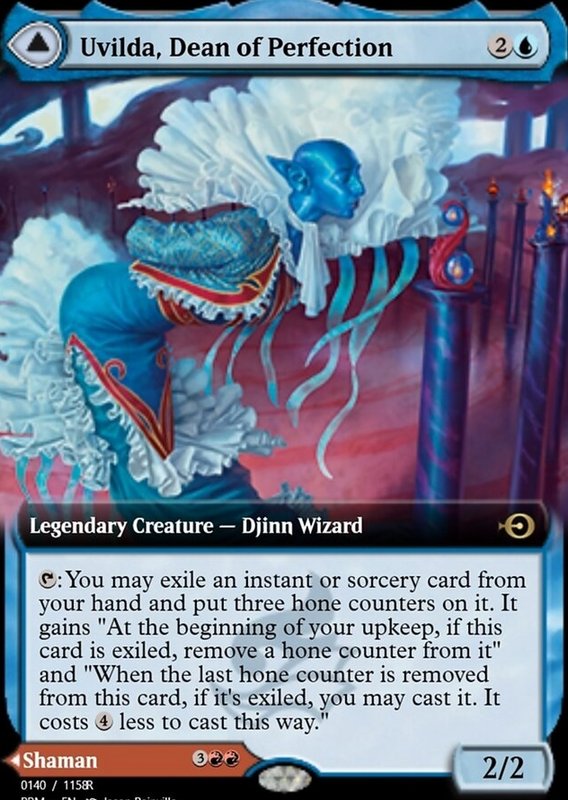 Uvilda, Dean of Perfection 2
Legendary Creature — Djinn Wizard
: You may exile an instant or sorcery card from
your hand and put three hone counters on it. It
gains "At the beginning of your upkeep, if this
card is exiled, remove a hone counter from it"
and "When the last hone counter is removed
from this card, if it's exiled, you may cast it. It
costs 4 less to cast this way."
Shaman 3
2/2
0140 / 1158R